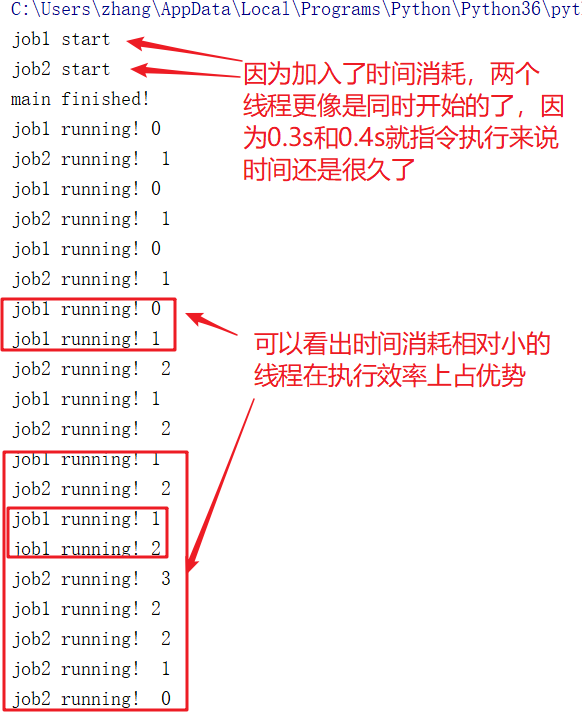 C:\Users\zhang\AppData\Local\Programs\Python\Python36\pyt
job1 start
job2 start
因为加入了时间消耗，两个
线程更像是同时开始的了，因
为0.3s和0.4s就指令执行来说
时间还是很久了
main finished!
job1 running! 0
job2 running!  1
job1 running! 0
job2 running!  1
job1 running! 0
job2 running!  1
job1 running! 0
job1 running! 1
可以看出时间消耗相对小的
线程在执行效率上占优势
job2 running!  2
job1 running! 1
job2 running!  2
job1 running! 1
job2 running!  2
job1 running! 1
job1 running! 2
job2 running!  3
job1 running! 2
job2 running!  2
job2 running!  1
job2 running!  0